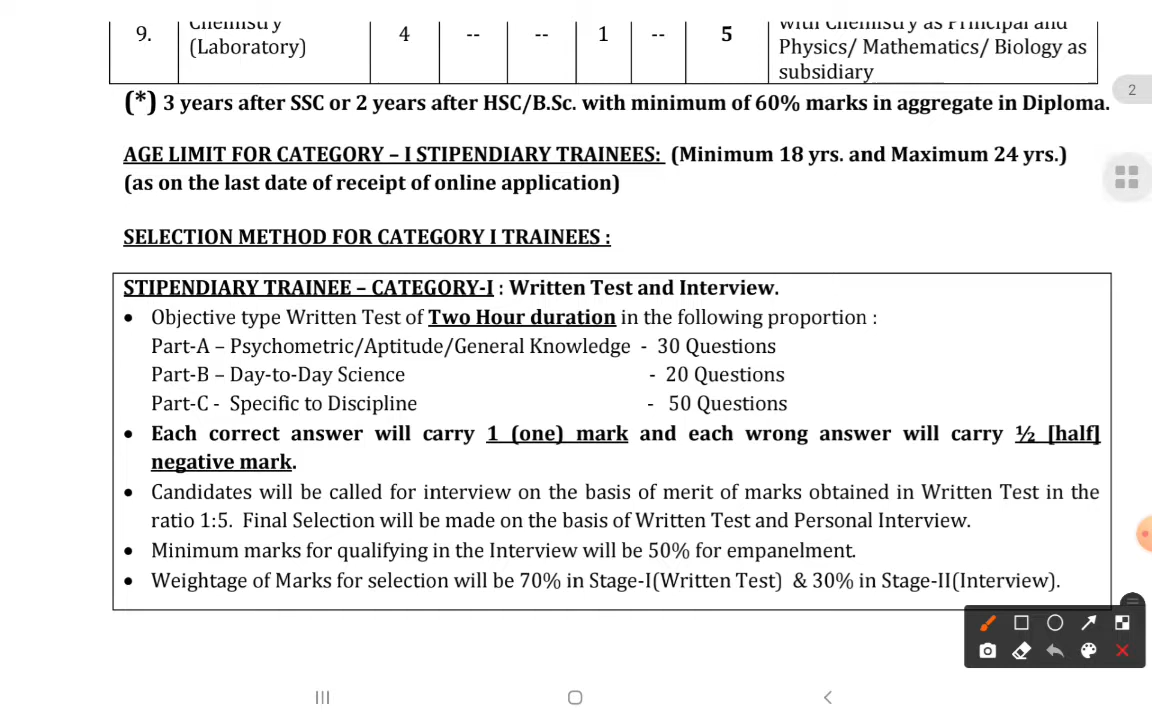 Chemistry
with Chemistry as Principal and
9.
(Laboratory)
4
--
--
1
--
5
Physics/ Mathematics/ Biology as
subsidiary
(*) 3 years after SSC or 2 years after HSC/B.Sc. with minimum of 60% marks in aggregate in Diploma.
2
AGE LIMIT FOR CATEGORY – I STIPENDIARY TRAINEES: (Minimum 18 yrs. and Maximum 24 yrs.)
(as on the last date of receipt of online application)
SELECTION METHOD FOR CATEGORY I TRAINEES :
STIPENDIARY TRAINEE – CATEGORY-I : Written Test and Interview.
• Objective type Written Test of Two Hour duration in the following proportion :
Part-A – Psychometric/Aptitude/General Knowledge - 30 Questions
Part-B – Day-to-Day Science - 20 Questions
Part-C - Specific to Discipline - 50 Questions
• Each correct answer will carry 1 (one) mark and each wrong answer will carry ½ [half]
negative mark.
• Candidates will be called for interview on the basis of merit of marks obtained in Written Test in the
ratio 1:5. Final Selection will be made on the basis of Written Test and Personal Interview.
• Minimum marks for qualifying in the Interview will be 50% for empanelment.
• Weightage of Marks for selection will be 70% in Stage-I(Written Test) & 30% in Stage-II(Interview).